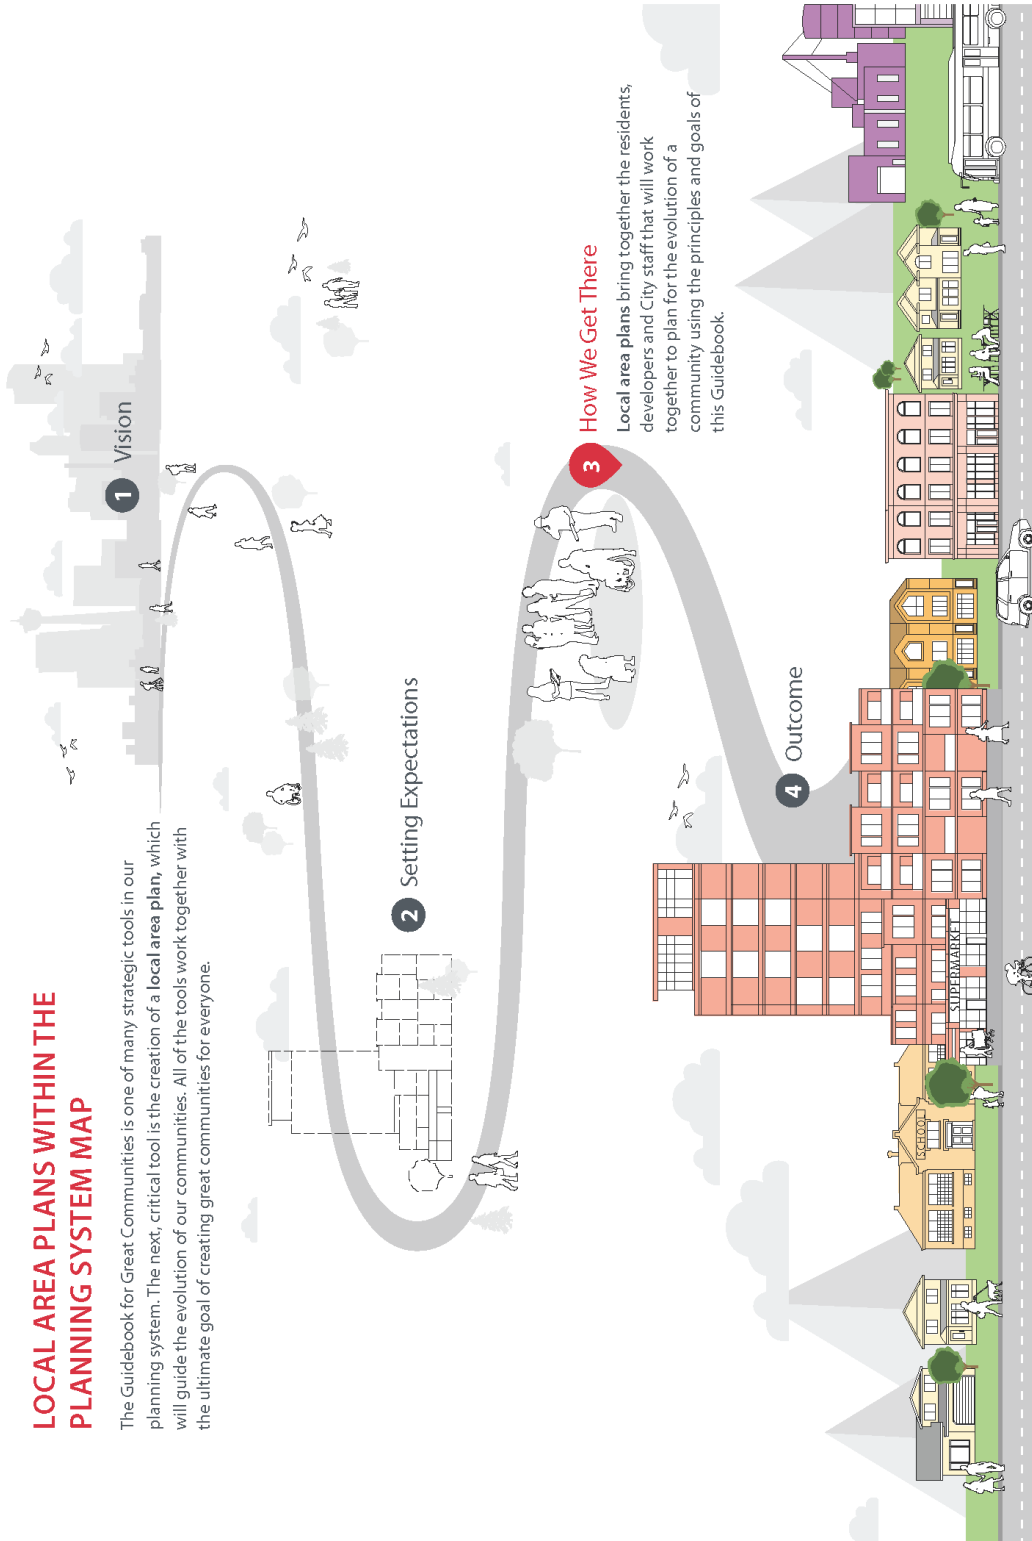 LOCAL AREA PLANS WITHIN THE
PLANNING SYSTEM MAP
The Guidebook for Great Communities is one of many strategic tools in our
planning system. The next, critical tool is the creation of a local area plan, which
will guide the evolution of our communities. All of the tools work together with
the ultimate goal of creating great communities for everyone.
1 Vision
2 Setting Expectations
3 How We Get There
Local area plans bring together the residents,
developers and City staff that will work
together to plan for the evolution of a
community using the principles and goals of
this Guidebook.
4 Outcome
SCHOOL
SUPERMARKET